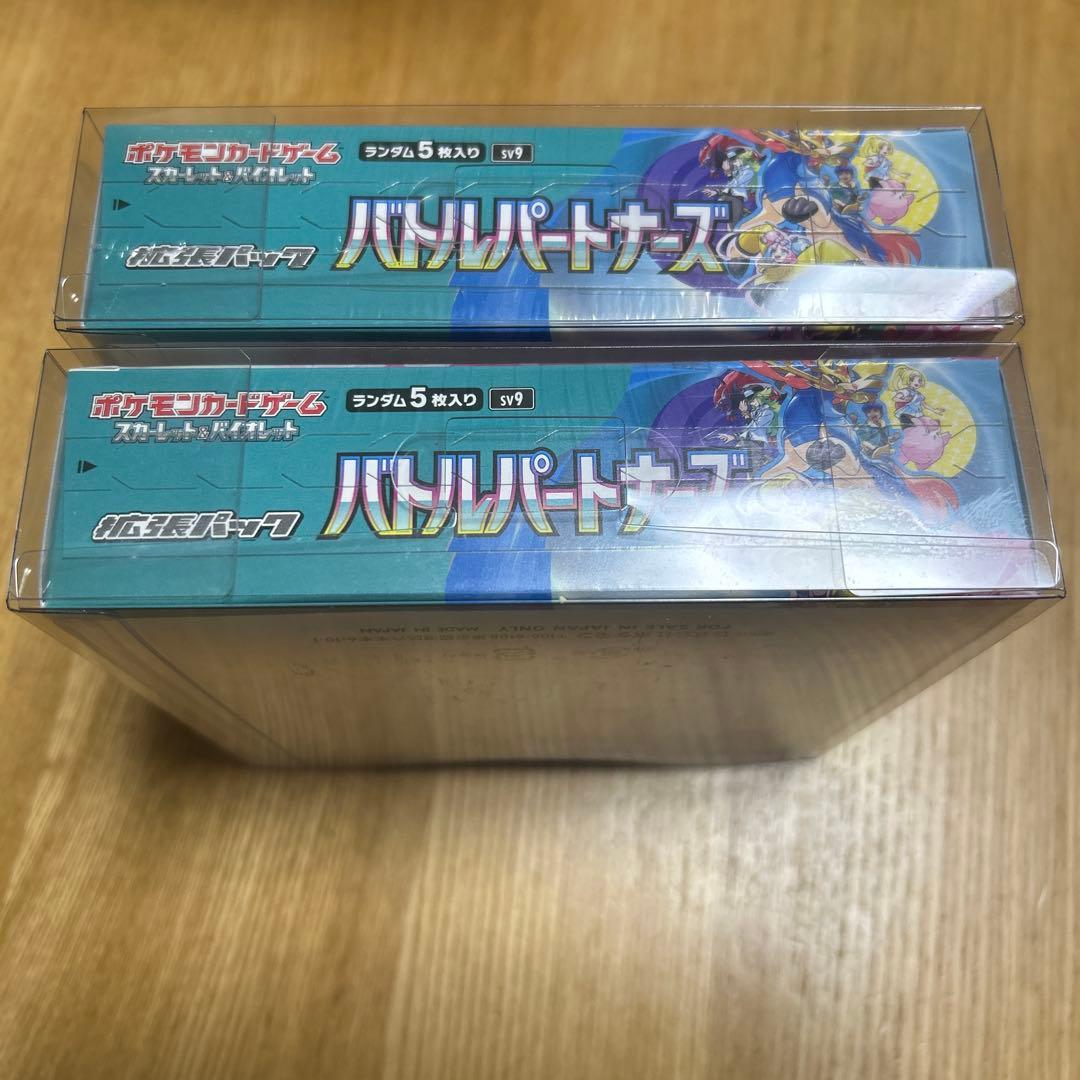 ポケモンカードゲーム
スカーレット&バイオレット
ランダム5枚入り
sv9
拡張パック
バトルパートナーズ
ポケモンカードゲーム
スカーレット&バイオレット
ランダム5枚入り
sv9
拡張パック
バトルパートナーズ
FOR SALE IN JAPAN ONLY MADE IN JAPAN